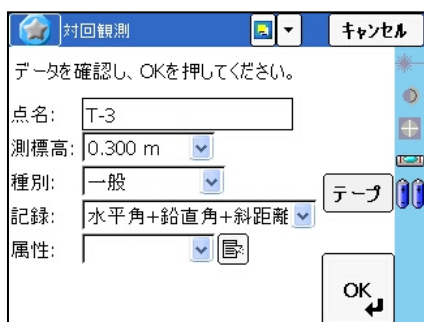 対回観測
キャンセル
データを確認し、OKを押してください。
点名: T-3
測標高: 0.300 m
種別: 一般
テープ
記録: 水平角+鉛直角+斜距離
属性:
OK